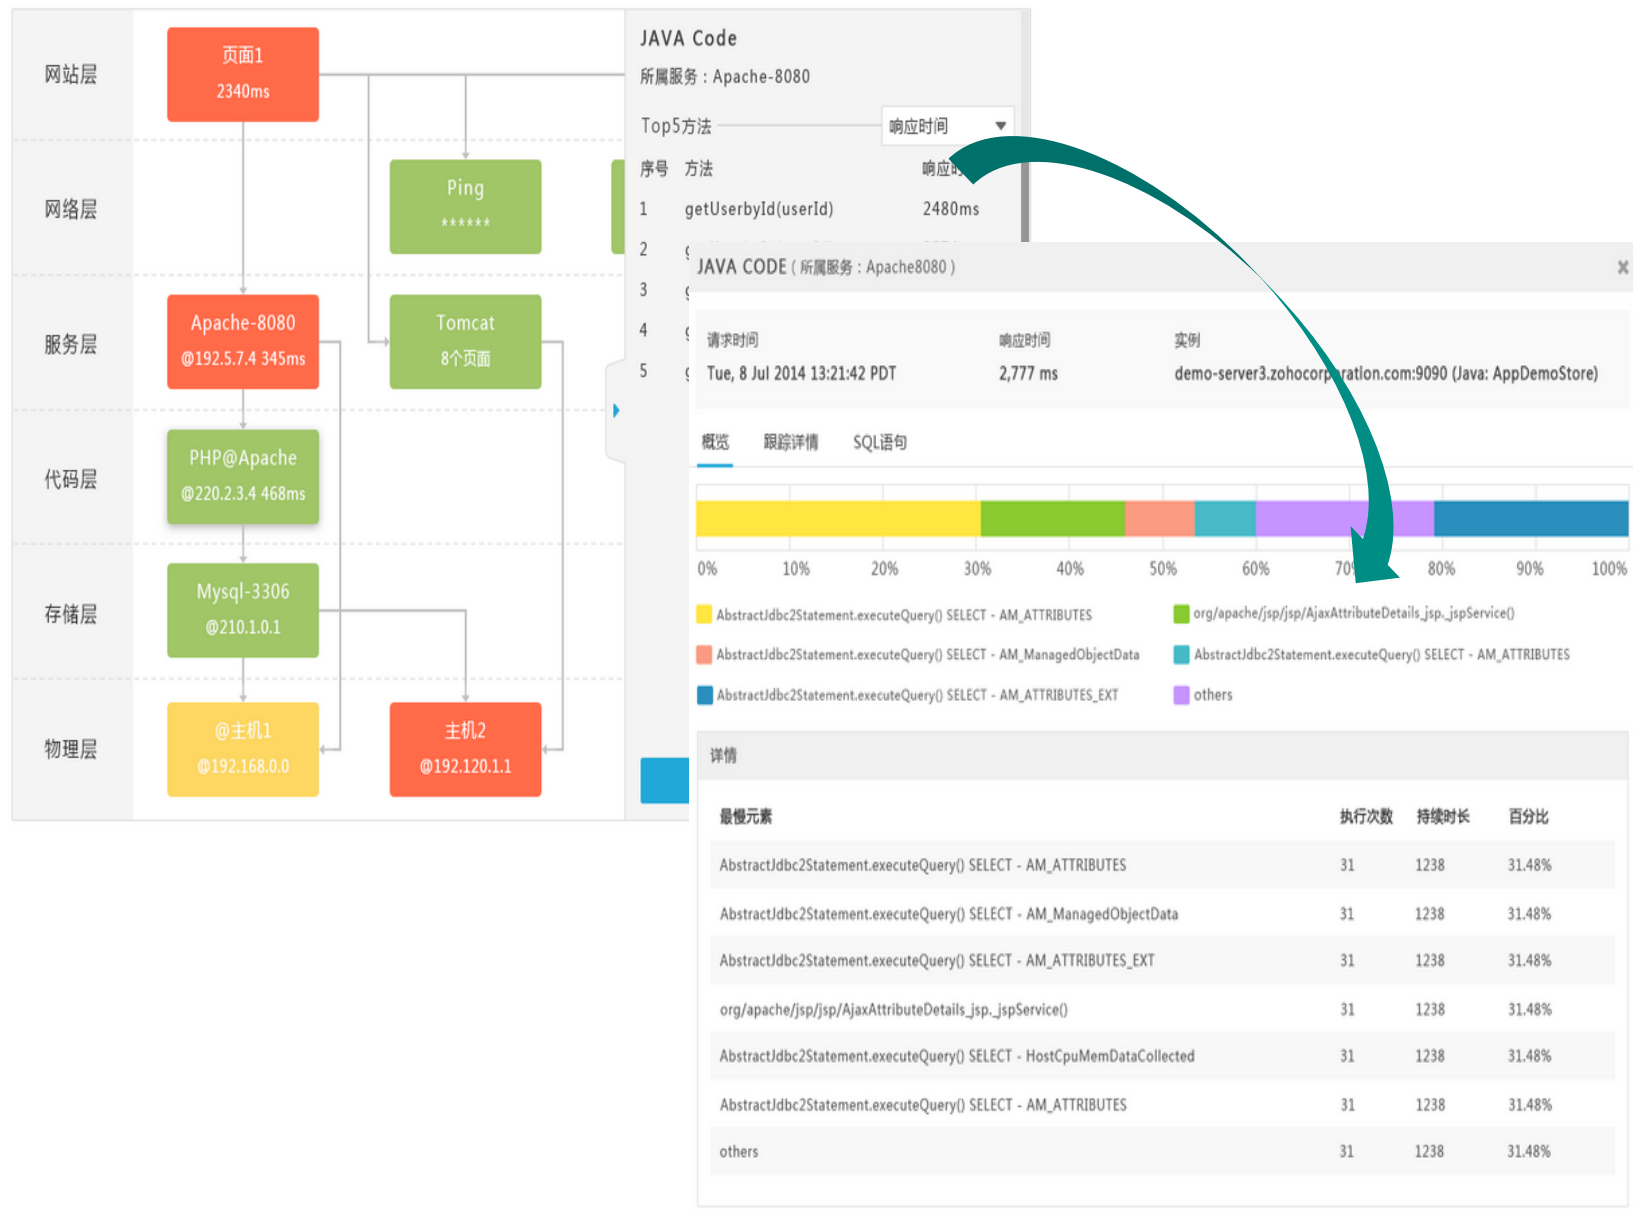 网站层
页面1
2340ms
网络层
Ping
******
服务层
Apache-8080
@192.5.7.4 345ms
Tomcat
8个页面
代码层
PHP@Apache
@220.2.3.4 468ms
存储层
Mysql-3306
@210.1.0.1
物理层
@主机1
@192.168.0.0
主机2
@192.120.1.1
JAVA Code
所属服务：Apache-8080
Top5方法
响应时间
序号 方法 响应时
1 getUserbyId(userId) 2480ms
2
3
4
5
JAVA CODE ( 所属服务：Apache8080 )
请求时间 响应时间 实例
Tue, 8 Jul 2014 13:21:42 PDT 2,777 ms demo-server3.zohocorporation.com:9090 (Java: AppDemoStore)
概览 跟踪详情 SQL语句
0% 10% 20% 30% 40% 50% 60% 70% 80% 90% 100%
AbstractJdbc2Statement.executeQuery() SELECT - AM_ATTRIBUTES
org/apache/jsp/jsp/AjaxAttributeDetails_jsp._jspService()
AbstractJdbc2Statement.executeQuery() SELECT - AM_ManagedObjectData
AbstractJdbc2Statement.executeQuery() SELECT - AM_ATTRIBUTES
AbstractJdbc2Statement.executeQuery() SELECT - AM_ATTRIBUTES_EXT
others
详情
最慢元素 执行次数 持续时长 百分比
AbstractJdbc2Statement.executeQuery() SELECT - AM_ATTRIBUTES 31 1238 31.48%
AbstractJdbc2Statement.executeQuery() SELECT - AM_ManagedObjectData 31 1238 31.48%
AbstractJdbc2Statement.executeQuery() SELECT - AM_ATTRIBUTES_EXT 31 1238 31.48%
org/apache/jsp/jsp/AjaxAttributeDetails_jsp._jspService() 31 1238 31.48%
AbstractJdbc2Statement.executeQuery() SELECT - HostCpuMemDataCollected 31 1238 31.48%
AbstractJdbc2Statement.executeQuery() SELECT - AM_ATTRIBUTES 31 1238 31.48%
others 31 1238 31.48%